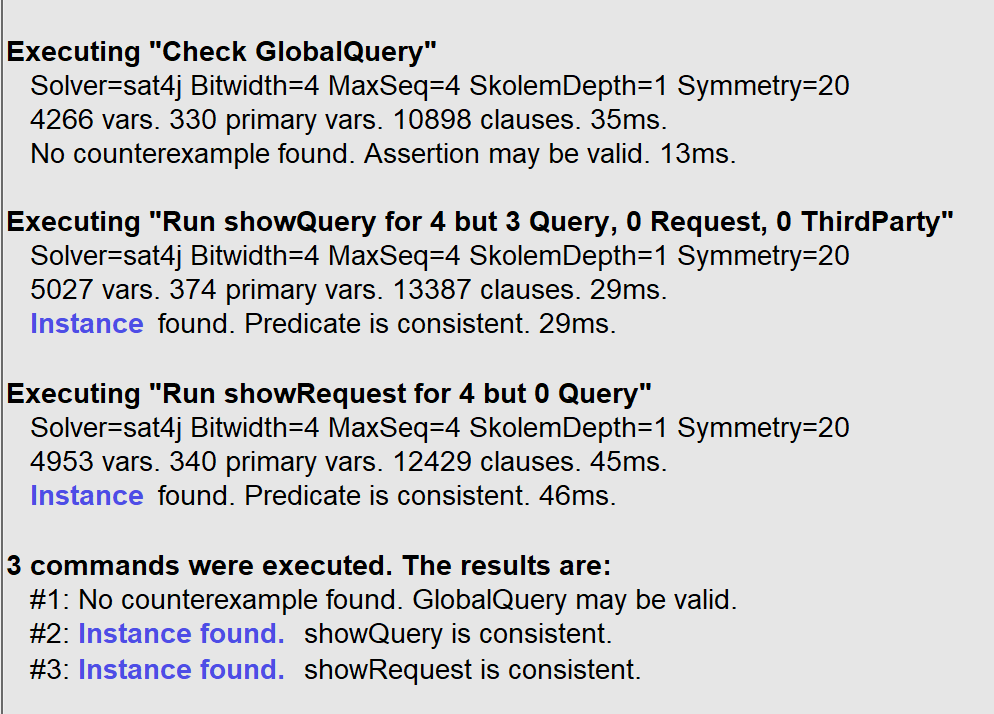 Executing "Check GlobalQuery"
Solver=sat4j Bitwidth=4 MaxSeq=4 SkolemDepth=1 Symmetry=20
4266 vars. 330 primary vars. 10898 clauses. 35ms.
No counterexample found. Assertion may be valid. 13ms.
Executing "Run showQuery for 4 but 3 Query, 0 Request, 0 ThirdParty"
Solver=sat4j Bitwidth=4 MaxSeq=4 SkolemDepth=1 Symmetry=20
5027 vars. 374 primary vars. 13387 clauses. 29ms.
Instance found. Predicate is consistent. 29ms.
Executing "Run showRequest for 4 but 0 Query"
Solver=sat4j Bitwidth=4 MaxSeq=4 SkolemDepth=1 Symmetry=20
4953 vars. 340 primary vars. 12429 clauses. 45ms.
Instance found. Predicate is consistent. 46ms.
3 commands were executed. The results are:
#1: No counterexample found. GlobalQuery may be valid.
#2: Instance found. showQuery is consistent.
#3: Instance found. showRequest is consistent.